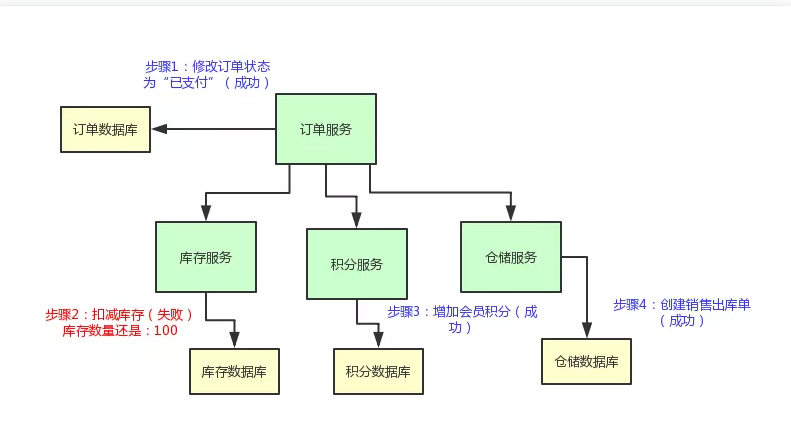 步骤1：修改订单状态
为“已支付”（成功）
订单数据库
订单服务
库存服务
积分服务
仓储服务
步骤2：扣减库存（失败）
库存数量还是：100
步骤3：增加会员积分（成
功）
步骤4：创建销售出库单
（成功）
库存数据库
积分数据库
仓储数据库